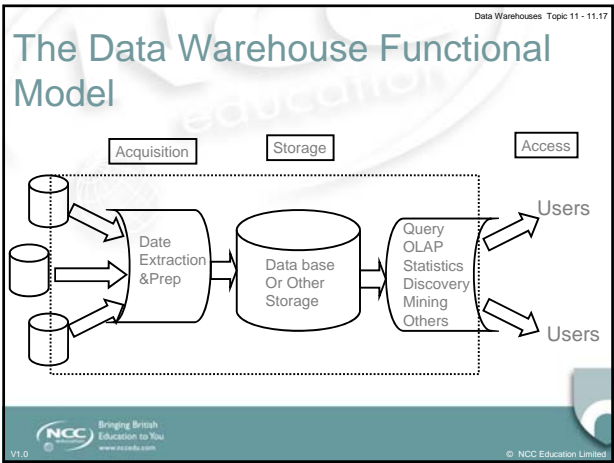 Data Warehouses Topic 11 - 11.17
The Data Warehouse Functional
Model
Acquisition
Storage
Access
Date
Extraction
&Prep
Data base
Or Other
Storage
Query
OLAP
Statistics
Discovery
Mining
Others
Users
Users
education
V1.0
NCC
Bringing British
Education to You
www.nccedu.com
© NCC Education Limited